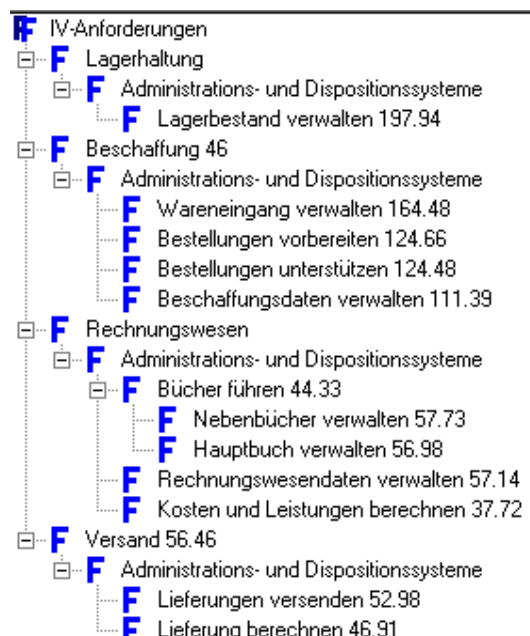 IV-Anforderungen
Lagerhaltung
Administrations- und Dispositionssysteme
Lagerbestand verwalten 197.94
Beschaffung 46
Administrations- und Dispositionssysteme
Wareneingang verwalten 164.48
Bestellungen vorbereiten 124.66
Bestellungen unterstützen 124.48
Beschaffungsdaten verwalten 111.39
Rechnungswesen
Administrations- und Dispositionssysteme
Bücher führen 44.33
Nebenbücher verwalten 57.73
Hauptbuch verwalten 56.98
Rechnungswesendaten verwalten 57.14
Kosten und Leistungen berechnen 37.72
Versand 56.46
Administrations- und Dispositionssysteme
Lieferungen versenden 52.98
Lieferung berechnen 46.91